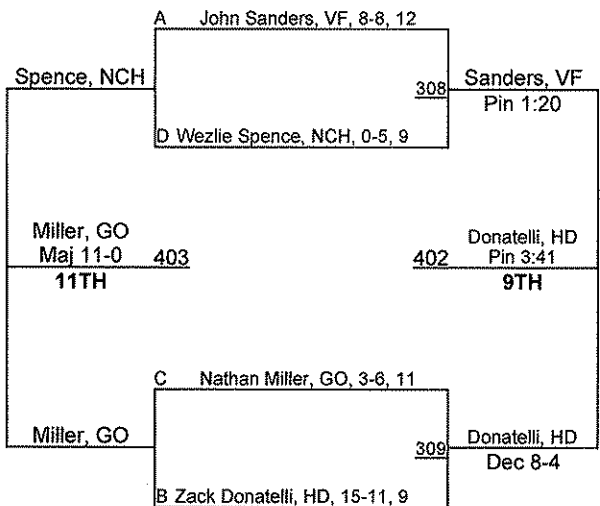 A John Sanders, VF, 8-8, 12
Spence, NCH
308
Sanders, VF
Pin 1:20
D Wezlie Spence, NCH, 0-5, 9
Miller, GO
Maj 11-0
403
11TH
402
Donatelli, HD
Pin 3:41
9TH
C Nathan Miller, GO, 3-6, 11
Miller, GO
309
Donatelli, HD
Dec 8-4
B Zack Donatelli, HD, 15-11, 9